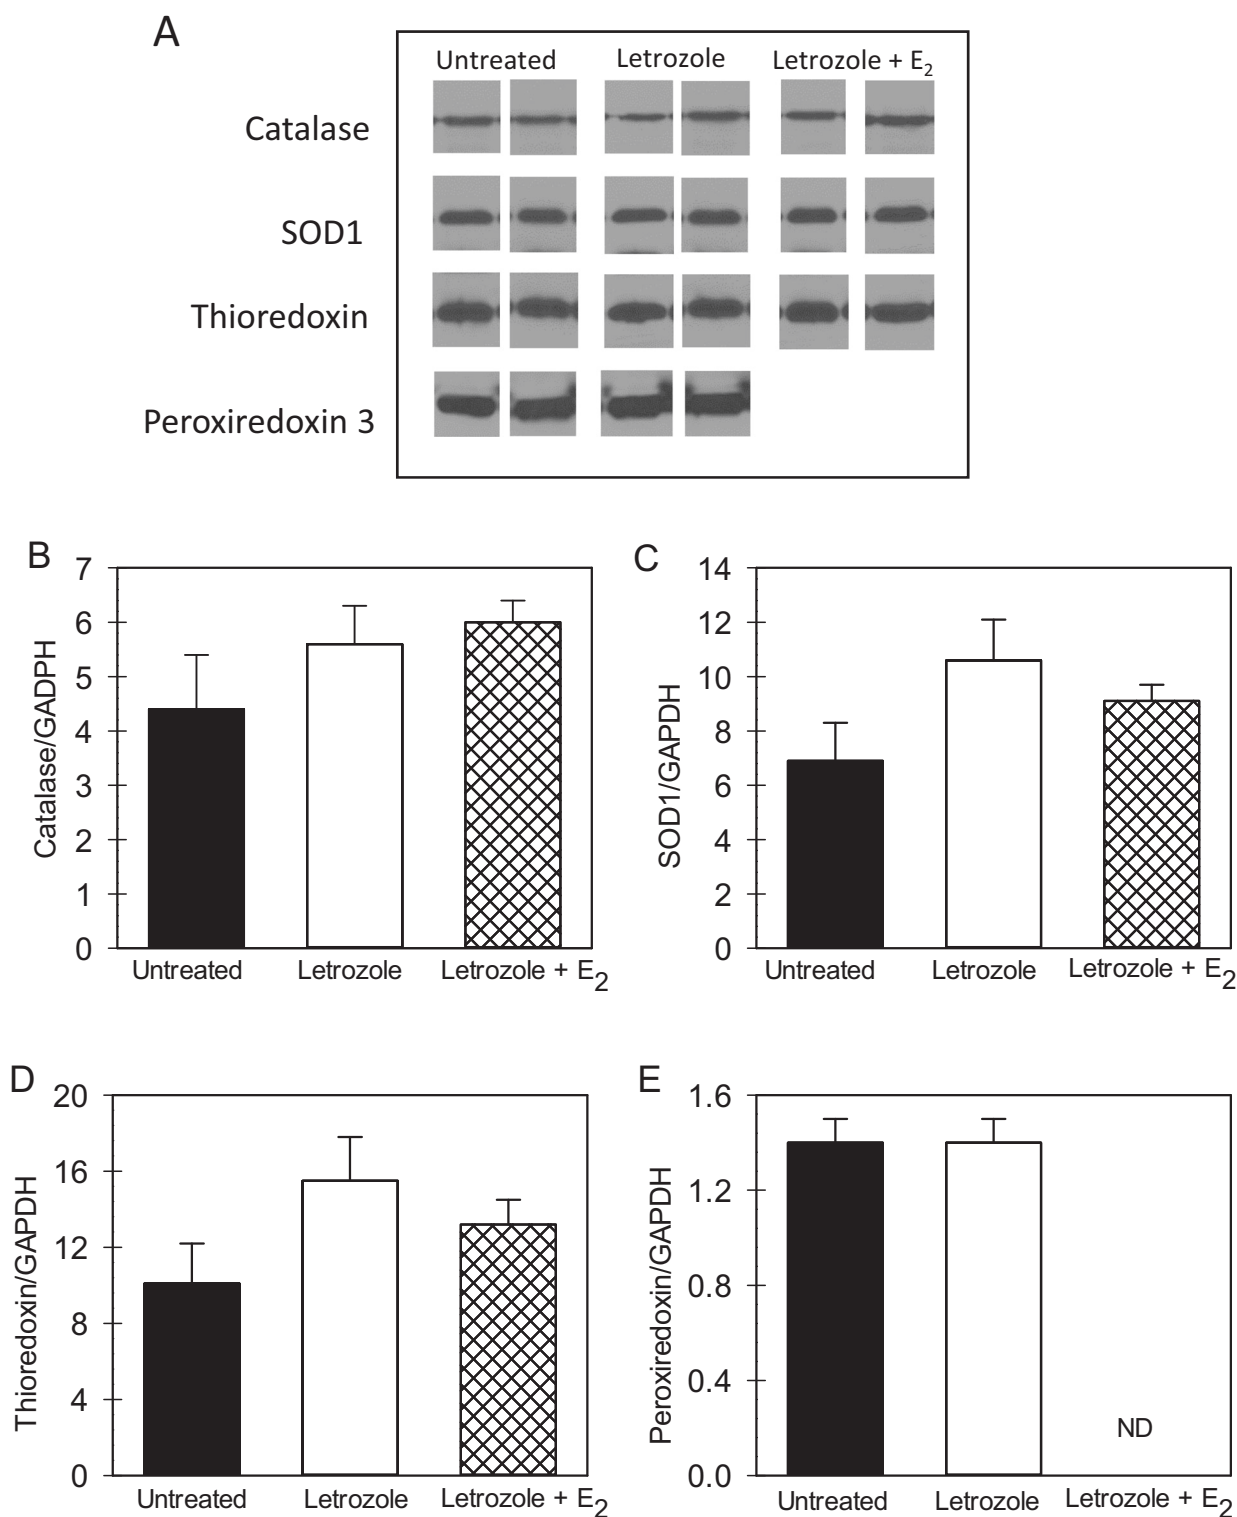 A
Untreated Letrozole Letrozole + E2
Catalase
SOD1
Thioredoxin
Peroxiredoxin 3
B
Catalase/GADPH
7
6
5
4
3
2
1
0
Untreated Letrozole Letrozole + E2
C
SOD1/GAPDH
14
12
10
8
6
4
2
0
Untreated Letrozole Letrozole + E2
D
Thioredoxin/GAPDH
20
16
12
8
4
0
Untreated Letrozole Letrozole + E2
E
Peroxiredoxin/GAPDH
1.6
1.2
0.8
0.4
0.0
ND
Untreated Letrozole Letrozole + E2